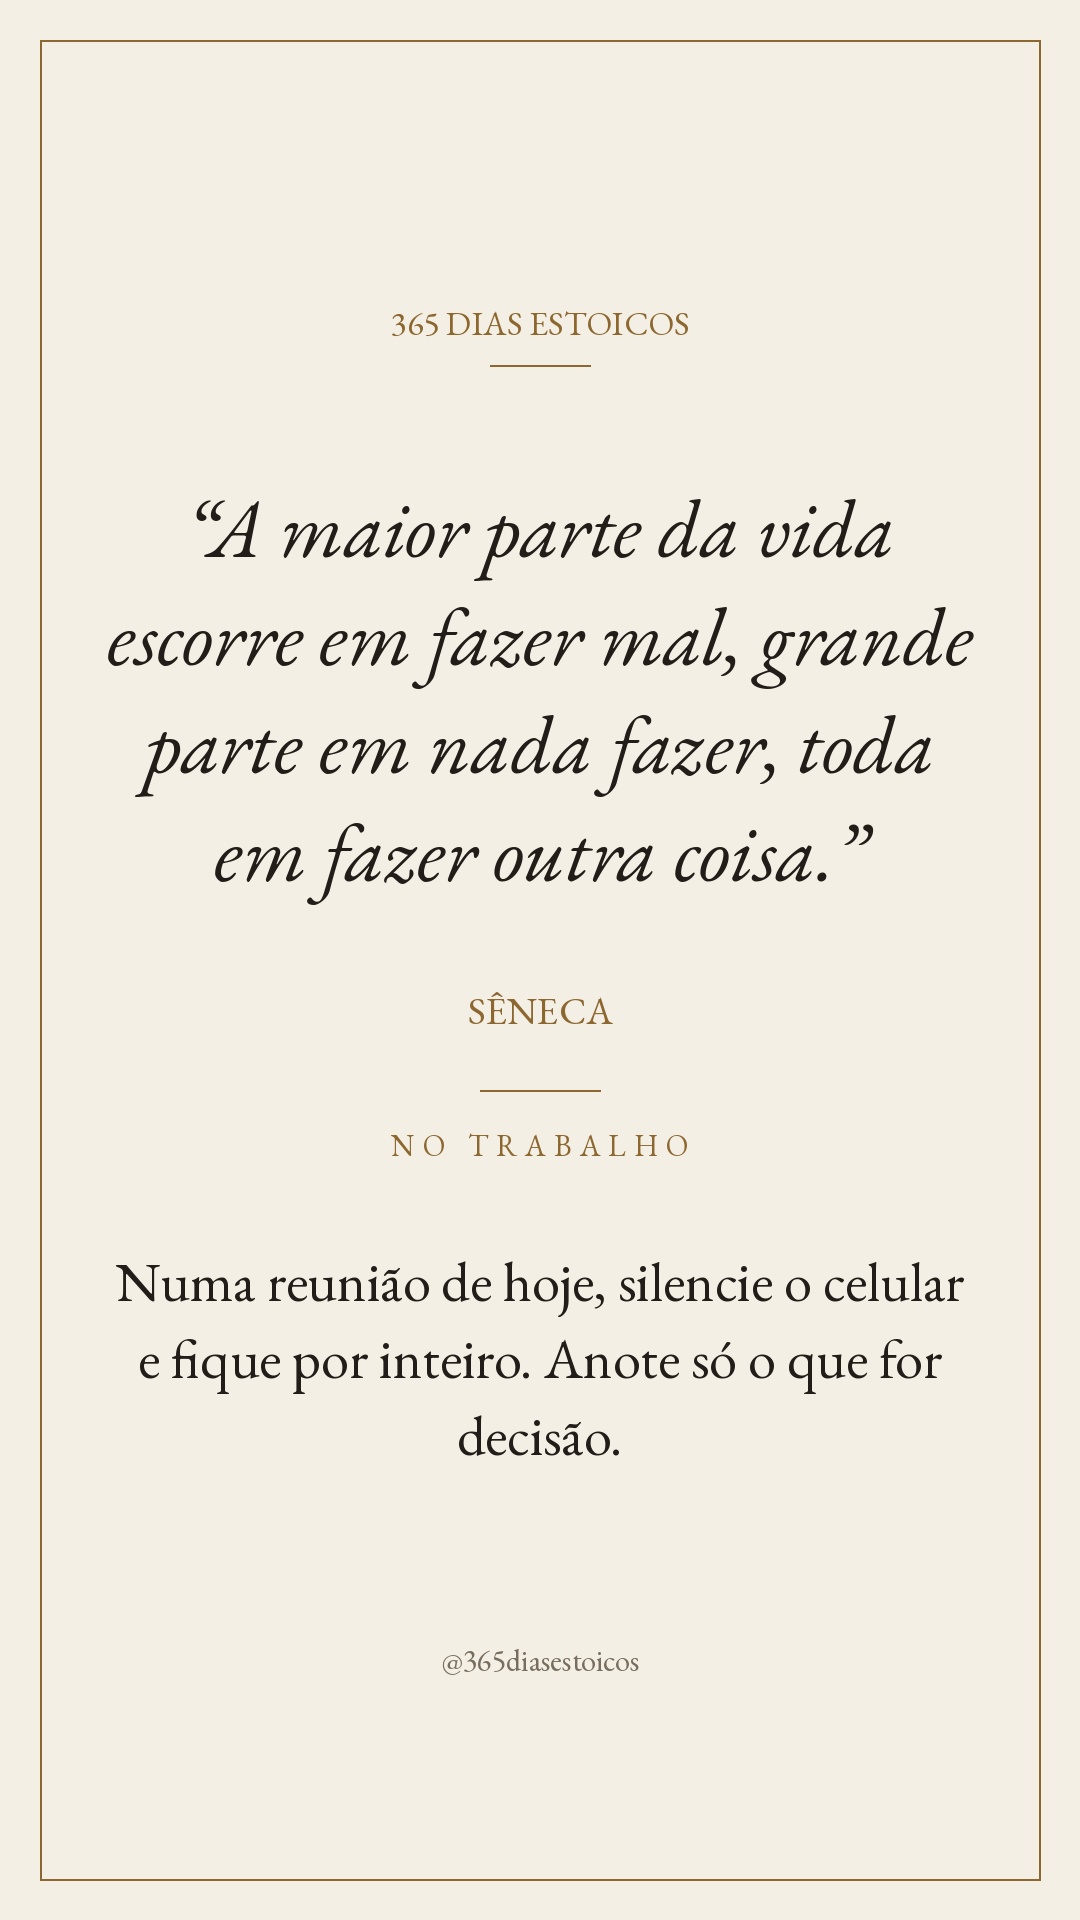 365 DIAS ESTOICOS
“A maior parte da vida
escorre em fazer mal, grande
parte em nada fazer, toda
em fazer outra coisa.”
SÊNECA
NO TRABALHO
Numa reunião de hoje, silencie o celular
e fique por inteiro. Anote só o que for
decisão.
@365diasestoicos